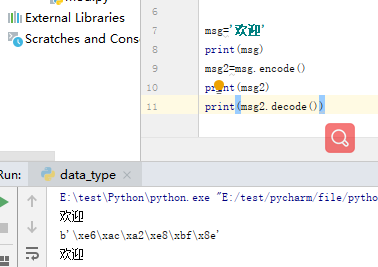 External Libraries
Scratches and Cons
6
7 msg='欢迎'
8 print(msg)
9 msg2=msg.encode()
10 print(msg2)
11 print(msg2.decode())
Run: data_type ×
E:\test\Python\python.exe "E:/test/pycharm/file/pytho
欢迎
b'\xe6\xac\xa2\xe8\xbf\x8e'
欢迎